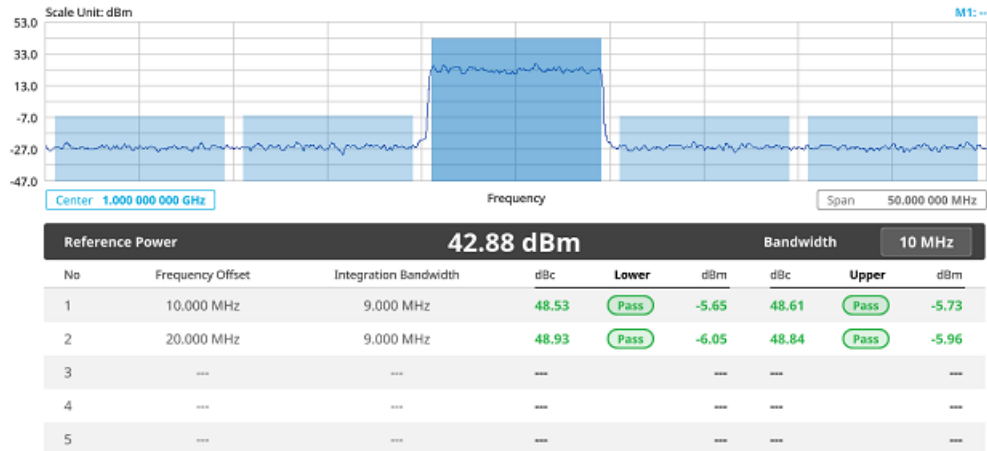 Scale Unit: dBm M1: --
53.0
33.0
13.0
-7.0
-27.0
-47.0
Center 1.000 000 000 GHz Frequency Span 50.000 000 MHz
Reference Power 42.88 dBm Bandwidth 10 MHz
No Frequency Offset Integration Bandwidth dBc Lower dBm dBc Upper dBm
1 10.000 MHz 9.000 MHz 48.53 Pass -5.65 48.61 Pass -5.73
2 20.000 MHz 9.000 MHz 48.93 Pass -6.05 48.84 Pass -5.96
3 --- --- --- --- --- ---
4 --- --- --- --- --- ---
5 --- --- --- --- --- ---